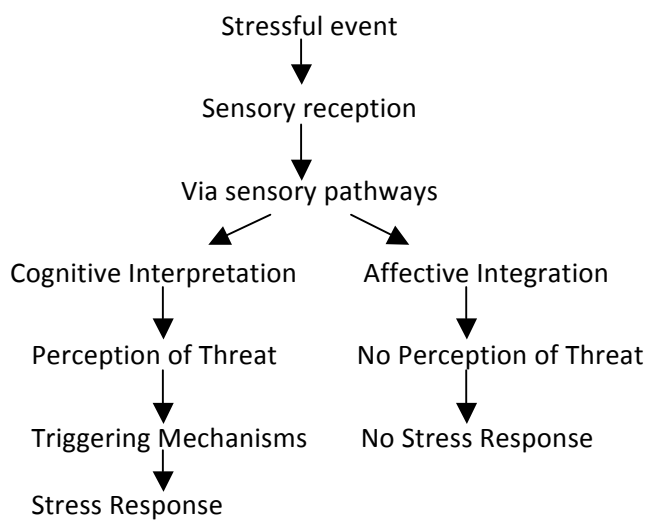 Stressful event
Sensory reception
Via sensory pathways
Cognitive Interpretation
Affective Integration
Perception of Threat
No Perception of Threat
Triggering Mechanisms
No Stress Response
Stress Response